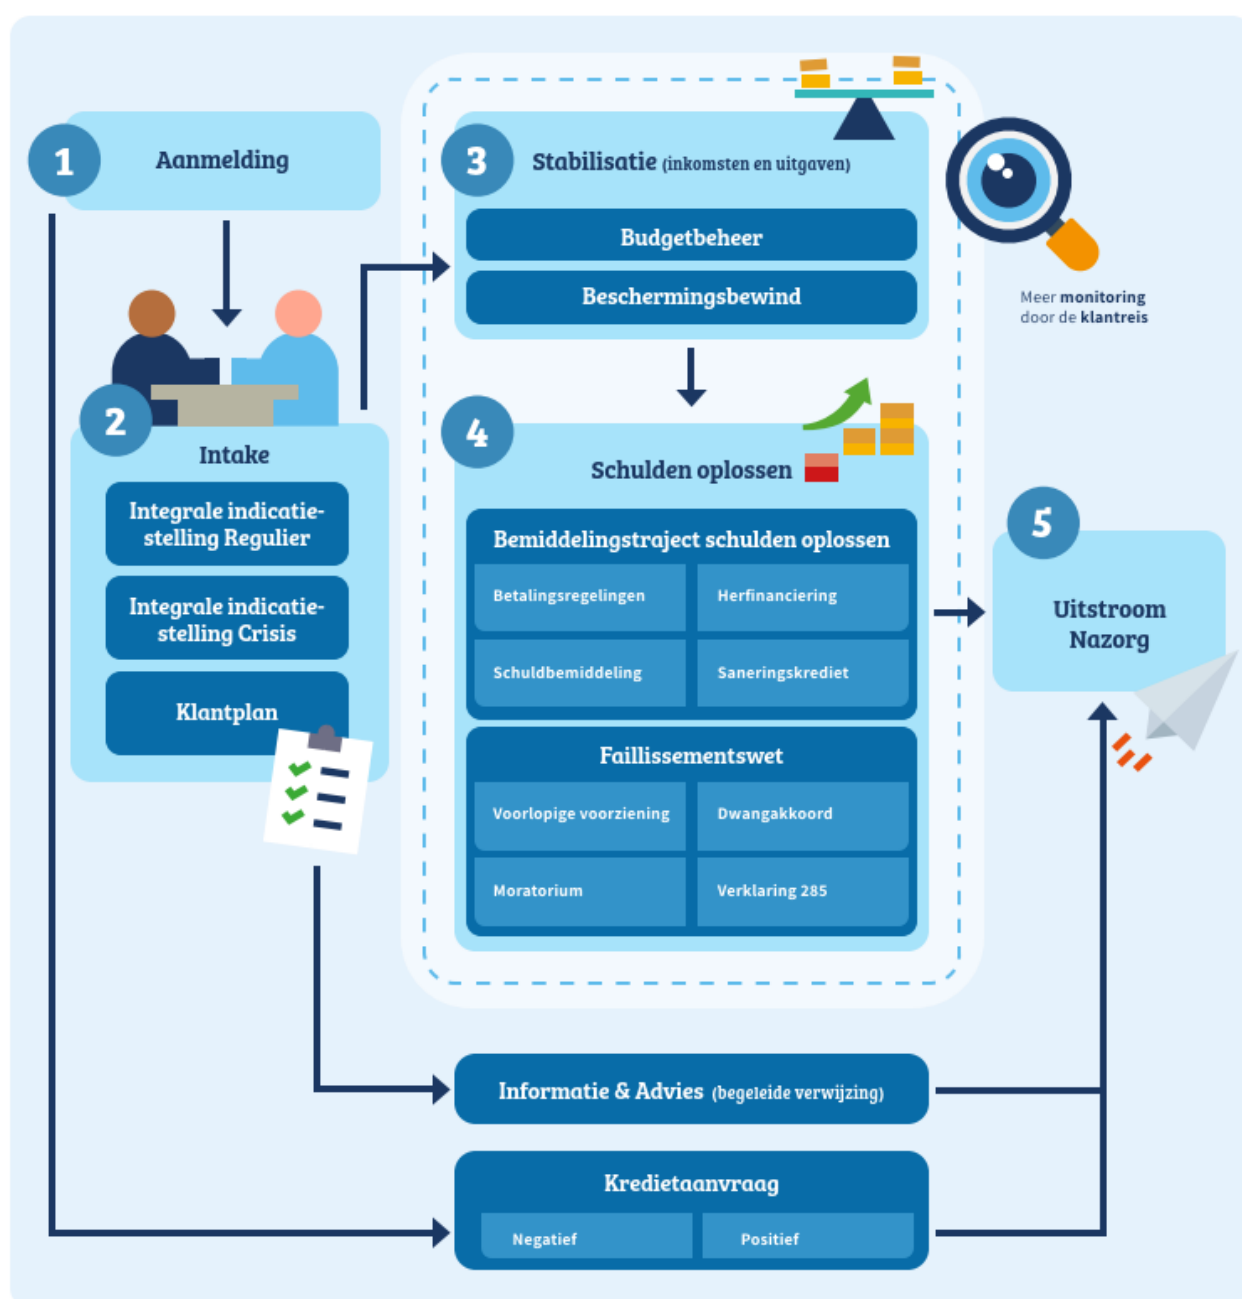 1
Aanmelding
2
Intake
Integrale indicatie-
stelling Regulier
Integrale indicatie-
stelling Crisis
Klantplan
3
Stabilisatie (inkomsten en uitgaven)
Budgetbeheer
Beschermingsbewind
Meer monitoring
door de klantreis
4
Schulden oplossen
Bemiddelingstraject schulden oplossen
Betalingsregelingen
Herfinanciering
Schuldbemiddeling
Saneringskrediet
Faillissementswet
Voorlopige voorziening
Dwangakkoord
Moratorium
Verklaring 285
5
Uitstroom
Nazorg
Informatie & Advies (begeleide verwijzing)
Kredietaanvraag
Negatief
Positief